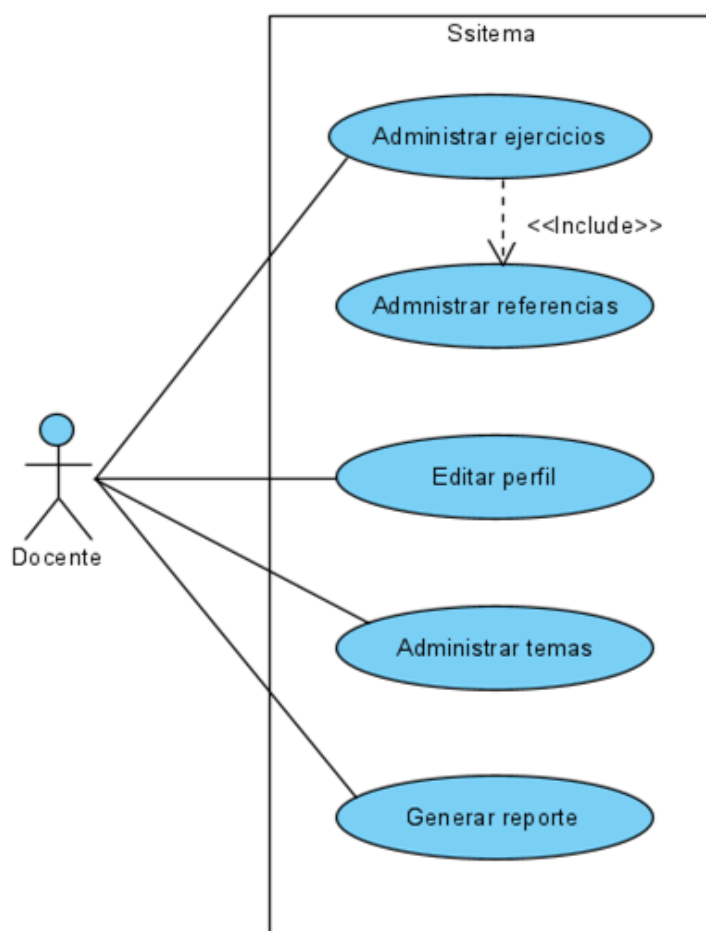 Ssitema
Administrar ejercicios
<<Include>>
Admnistrar referencias
Editar perfil
Docente
Administrar temas
Generar reporte